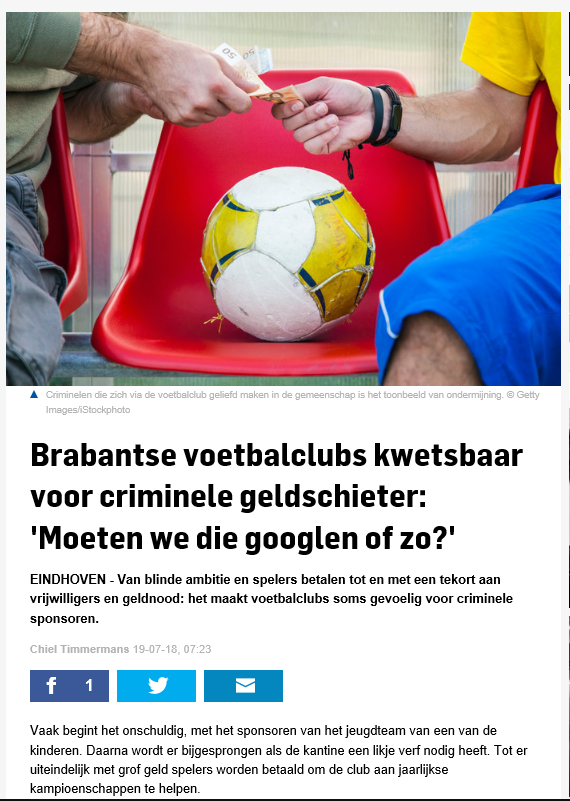 50
Criminelen die zich via de voetbalclub geliefd maken in de gemeenschap is het toonbeeld van ondermijning. © Getty
Images/iStockphoto
Brabantse voetbalclubs kwetsbaar
voor criminele geldschieter:
'Moeten we die googlen of zo?'
EINDHOVEN - Van blinde ambitie en spelers betalen tot en met een tekort aan
vrijwilligers en geldnood: het maakt voetbalclubs soms gevoelig voor criminele
sponsoren.
Chiel Timmermans 19-07-18, 07:23
f 1
Vaak begint het onschuldig, met het sponsoren van het jeugdteam van een van de
kinderen. Daarna wordt er bijgesprongen als de kantine een likje verf nodig heeft. Tot er
uiteindelijk met grof geld spelers worden betaald om de club aan jaarlijkse
kampioenschappen te helpen.